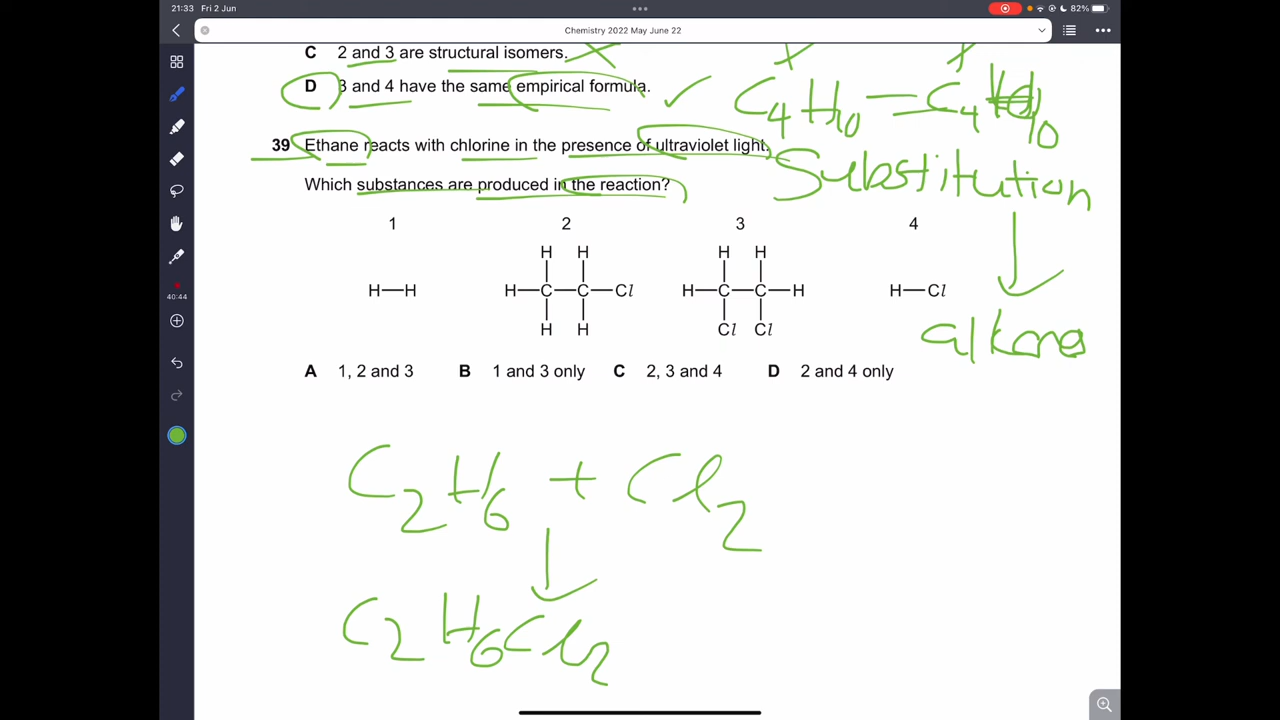 21:33 Fri 2 Jun
82%
Chemistry 2022 May June 22
C 2 and 3 are structural isomers.
D 3 and 4 have the same empirical formula.
C4H10 — C4H10
39 Ethane reacts with chlorine in the presence of ultraviolet light.
Substitution
Which substances are produced in the reaction?
1 2 3 4
H H H H
H—H H—C—C—Cl H—C—C—H H—Cl
H H Cl Cl
40:44
alkanes
A 1, 2 and 3 B 1 and 3 only C 2, 3 and 4 D 2 and 4 only
C2H6 + Cl2
C2H6Cl2